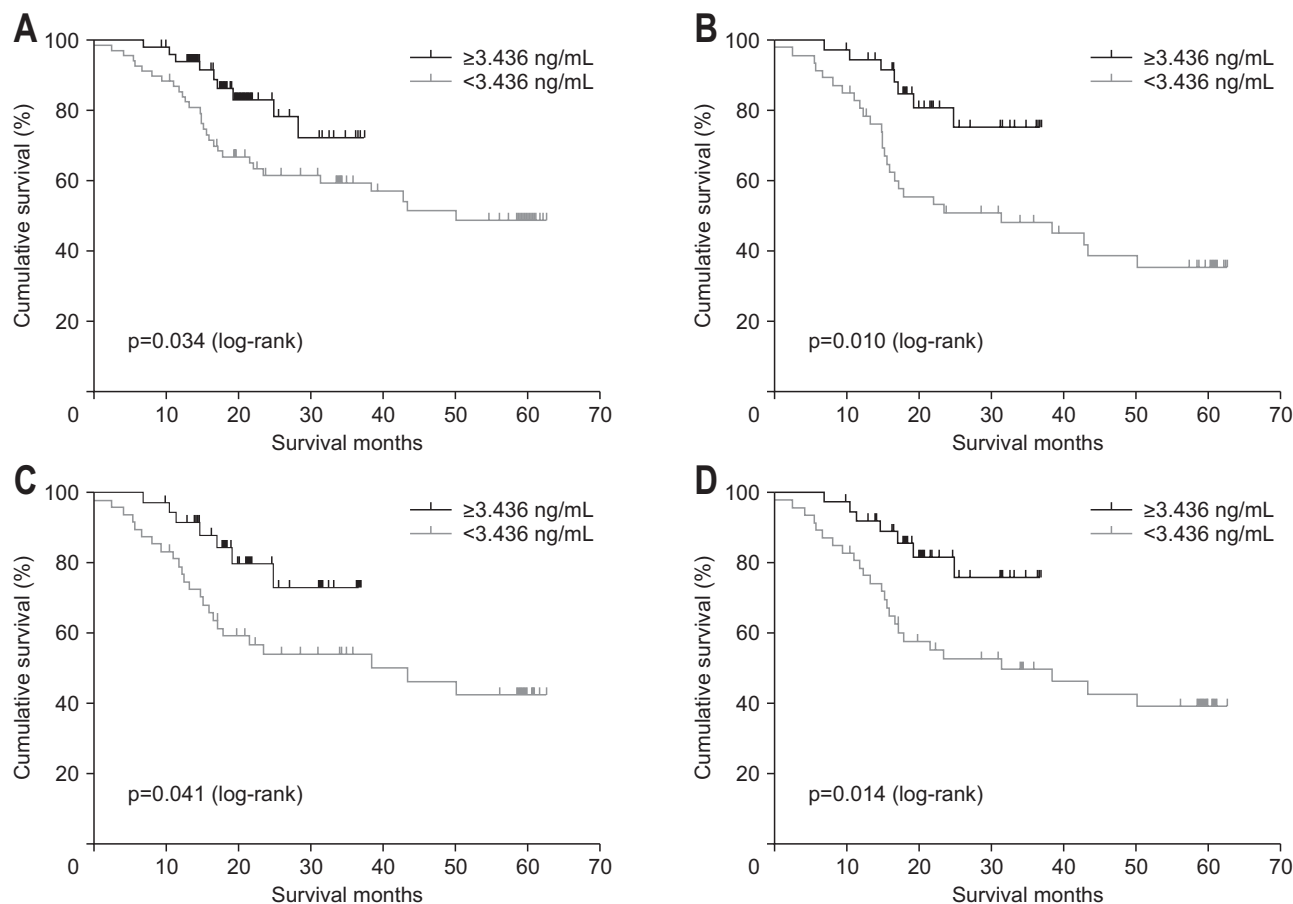 A
100
80
60
40
20
0
Cumulative survival (%)
≥3.436 ng/mL
<3.436 ng/mL
p=0.034 (log-rank)
10 20 30 40 50 60 70
Survival months
B
100
80
60
40
20
0
Cumulative survival (%)
≥3.436 ng/mL
<3.436 ng/mL
p=0.010 (log-rank)
10 20 30 40 50 60 70
Survival months
C
100
80
60
40
20
0
Cumulative survival (%)
≥3.436 ng/mL
<3.436 ng/mL
p=0.041 (log-rank)
10 20 30 40 50 60 70
Survival months
D
100
80
60
40
20
0
Cumulative survival (%)
≥3.436 ng/mL
<3.436 ng/mL
p=0.014 (log-rank)
10 20 30 40 50 60 70
Survival months